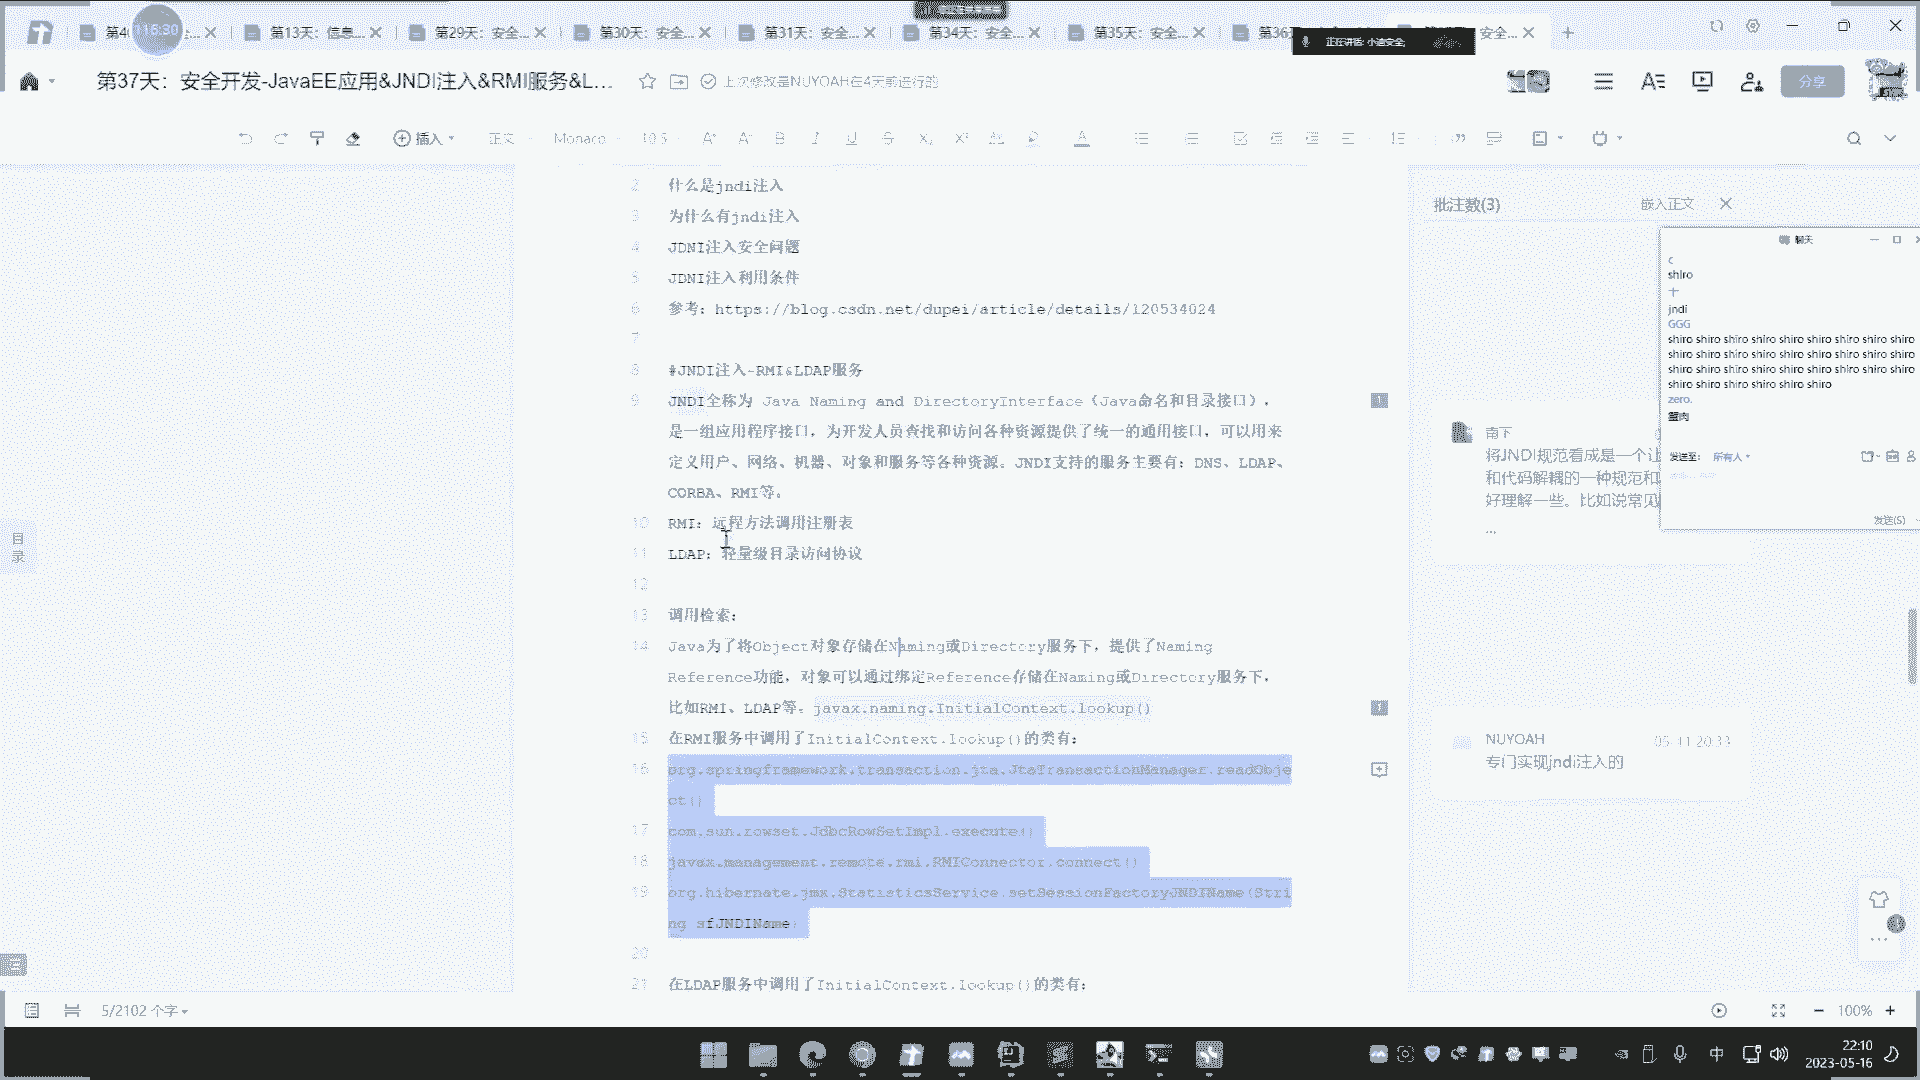 16:30
第4
第13天：信息...
第29天：安全...
第30天：安全...
第31天：安全...
第34天：安全...
第35天：安全...
第36
安全...
正在讲话: 小迪安全
第37天：安全开发-JavaEE应用&JNDI注入&RMI服务&L...
上次修改是NUYOAH在4天前进行的
分享
插入
正文
Monaco
10.5
2 什么是jndi注入
3 为什么有jndi注入
4 JDNI注入安全问题
5 JDNI注入利用条件
6 参考：https://blog.csdn.net/dupei/article/details/120534024
7
8 #JNDI注入-RMI&LDAP服务
9 JNDI全称为 Java Naming and DirectoryInterface（Java命名和目录接口），
是一组应用程序接口，为开发人员查找和访问各种资源提供了统一的通用接口，可以用来
定义用户、网络、机器、对象和服务等各种资源。JNDI支持的服务主要有：DNS、LDAP、
CORBA、RMI等。
10 RMI：远程方法调用注册表
11 LDAP：轻量级目录访问协议
12
13 调用检索：
14 Java为了将Object对象存储在Naming或Directory服务下，提供了Naming
Reference功能，对象可以通过绑定Reference存储在Naming或Directory服务下，
比如RMI、LDAP等。javax.naming.InitialContext.lookup()
15 在RMI服务中调用了InitialContext.lookup()的类有：
16 org.springframework.transaction.jta.JtaTransactionManager.readObje
ct()
17 com.sun.rowset.JdbcRowSetImpl.execute()
18 javax.management.remote.rmi.RMIConnector.connect()
19 org.hibernate.jmx.StatisticsService.setSessionFactoryJNDIName(Stri
ng sfJNDIName)
20
21 在LDAP服务中调用了InitialContext.lookup()的类有：
目录
批注数(3)
嵌入正文
南下
将JNDI规范看成是一个让
和代码解耦的一种规范和
好理解一些。比如说常见
...
NUYOAH
05-11 20:33
专门实现jndi注入的
聊天
c
shiro
十
jndi
GGG
shiro shiro shiro shiro shiro shiro shiro shiro shiro
shiro shiro shiro shiro shiro shiro shiro shiro shiro
shiro shiro shiro shiro shiro shiro shiro shiro shiro
shiro shiro shiro shiro shiro shiro
zero.
蟹肉
发送至: 所有人
发送(S)
5/2102 个字
100%
中
22:10
2023-05-16